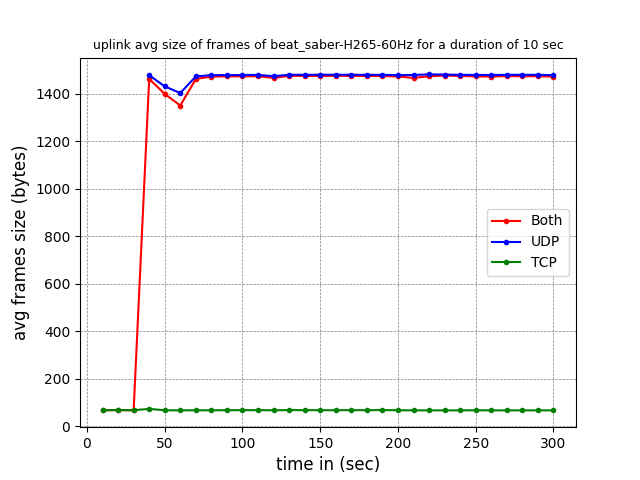 uplink avg size of frames of beat_saber-H265-60Hz for a duration of 10 sec
avg frames size (bytes)
1400
1200
1000
800
600
400
200
0
Both
UDP
TCP
0 50 100 150 200 250 300
time in (sec)